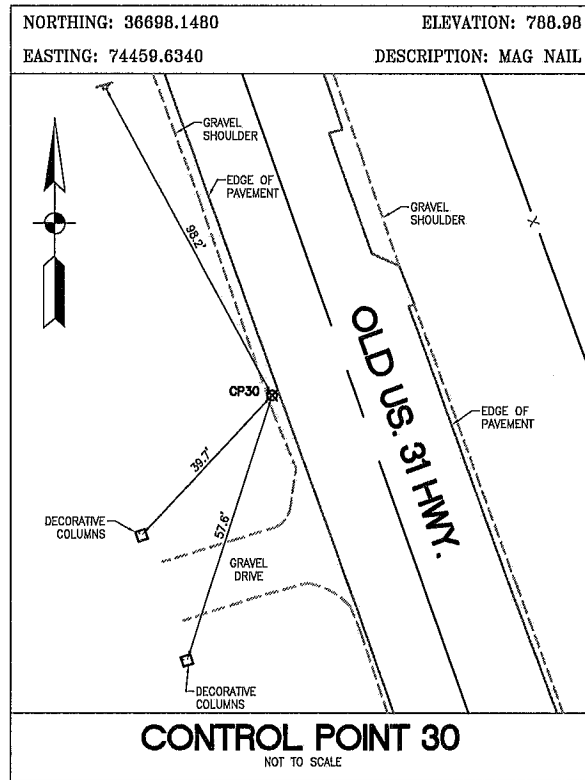 NORTHING: 36698.1480
ELEVATION: 788.98
EASTING: 74459.6340
DESCRIPTION: MAG NAIL
GRAVEL
SHOULDER
EDGE OF
PAVEMENT
GRAVEL
SHOULDER
98.2'
CP30
OLD US. 31 HWY.
EDGE OF
PAVEMENT
39.7'
57.6'
DECORATIVE
COLUMNS
GRAVEL
DRIVE
DECORATIVE
COLUMNS
CONTROL POINT 30
NOT TO SCALE